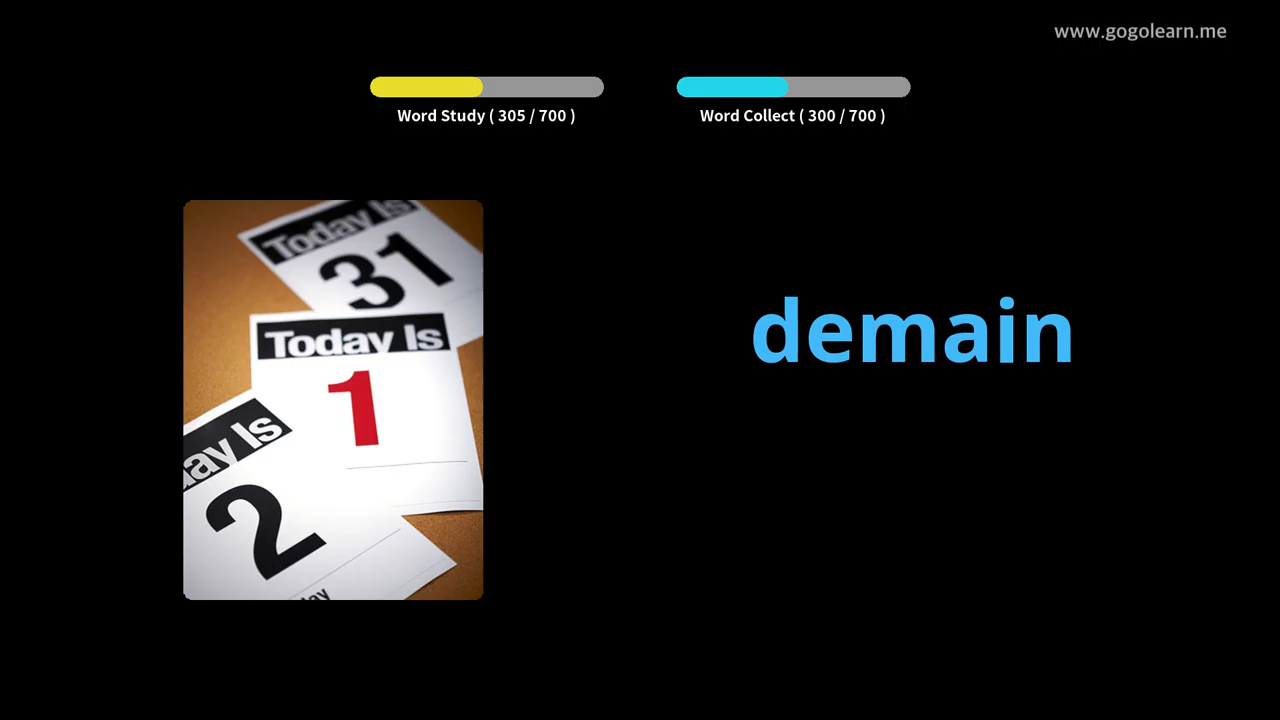 www.gogolearn.me
Word Study ( 305 / 700 )
Word Collect ( 300 / 700 )
Today Is
31
Today Is
1
demain
day Is
2